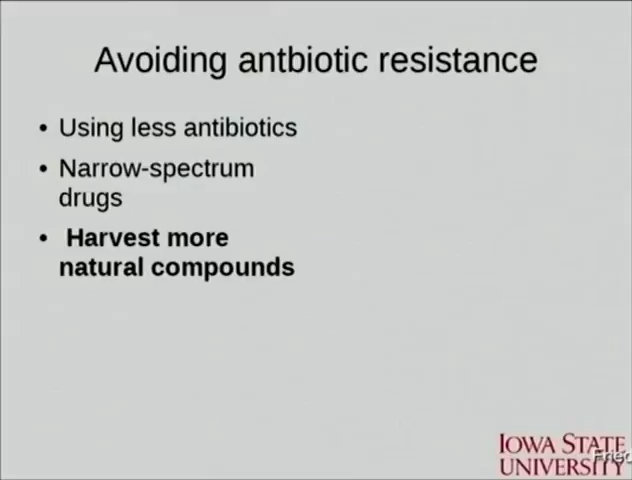 Avoiding antbiotic resistance
• Using less antibiotics
• Narrow-spectrum
drugs
• Harvest more
natural compounds
IOWA STATE
UNIVERSITY